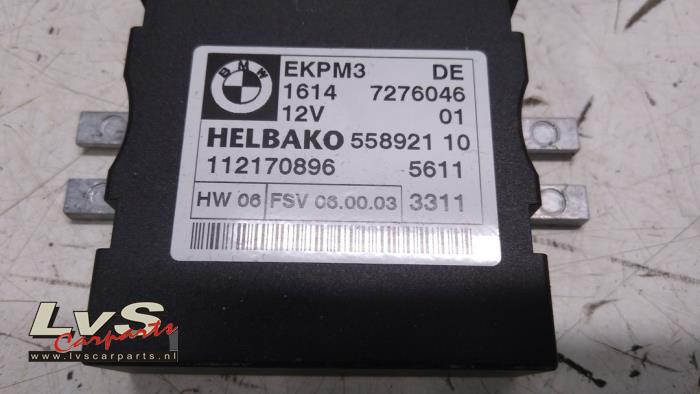 BMW
EKPM3 DE
1614 7276046
12V 01
HELBAKO 558921 10
112170896 5611
HW 06 FSV 06.00.03 3311
LvS
Carparts
www.lvscarparts.nl